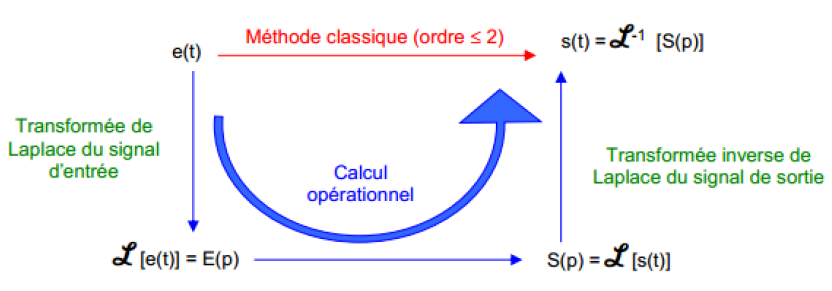 Méthode classique (ordre ≤ 2)
e(t)
s(t) = ℒ⁻¹ [S(p)]
Transformée de
Laplace du signal
d'entrée
Calcul
opérationnel
Transformée inverse de
Laplace du signal de sortie
ℒ [e(t)] = E(p)
S(p) = ℒ [s(t)]